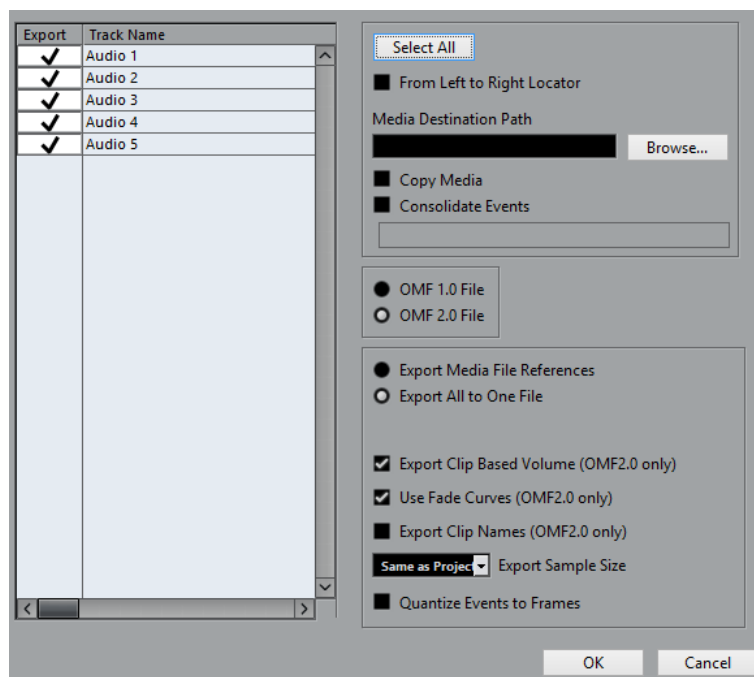 Export Track Name
Audio 1
Audio 2
Audio 3
Audio 4
Audio 5
Select All
From Left to Right Locator
Media Destination Path
Browse...
Copy Media
Consolidate Events
OMF 1.0 File
OMF 2.0 File
Export Media File References
Export All to One File
Export Clip Based Volume (OMF2.0 only)
Use Fade Curves (OMF2.0 only)
Export Clip Names (OMF2.0 only)
Same as Project Export Sample Size
Quantize Events to Frames
OK Cancel